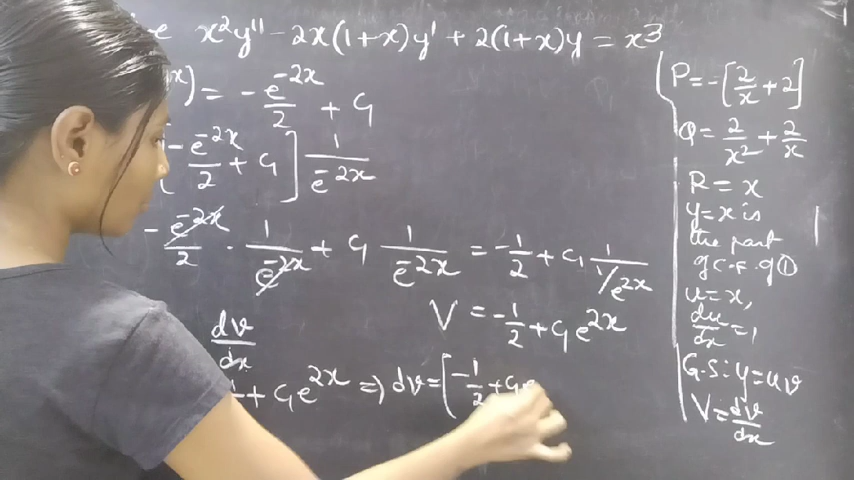 e x²y'' - 2x(1+x)y' + 2(1+x)y = x³
x) = - e^-2x / 2 + c₁
[ - e^-2x / 2 + c₁ ] 1 / e^-2x
- e^-2x / 2 · 1 / e^-2x + c₁ 1 / e^-2x = - 1/2 + c₁ 1 / 1/e^2x
V = - 1/2 + c₁e^2x
dv/dx
+ c₁e^2x => dv = [ - 1/2 + c₁e
P = - [ 2/x + 2 ]
Q = 2/x² + 2/x
R = x
y = x is
the part
of C.F. of ①
u = x,
du/dx = 1
G.S: y = uv
V = dv/dx